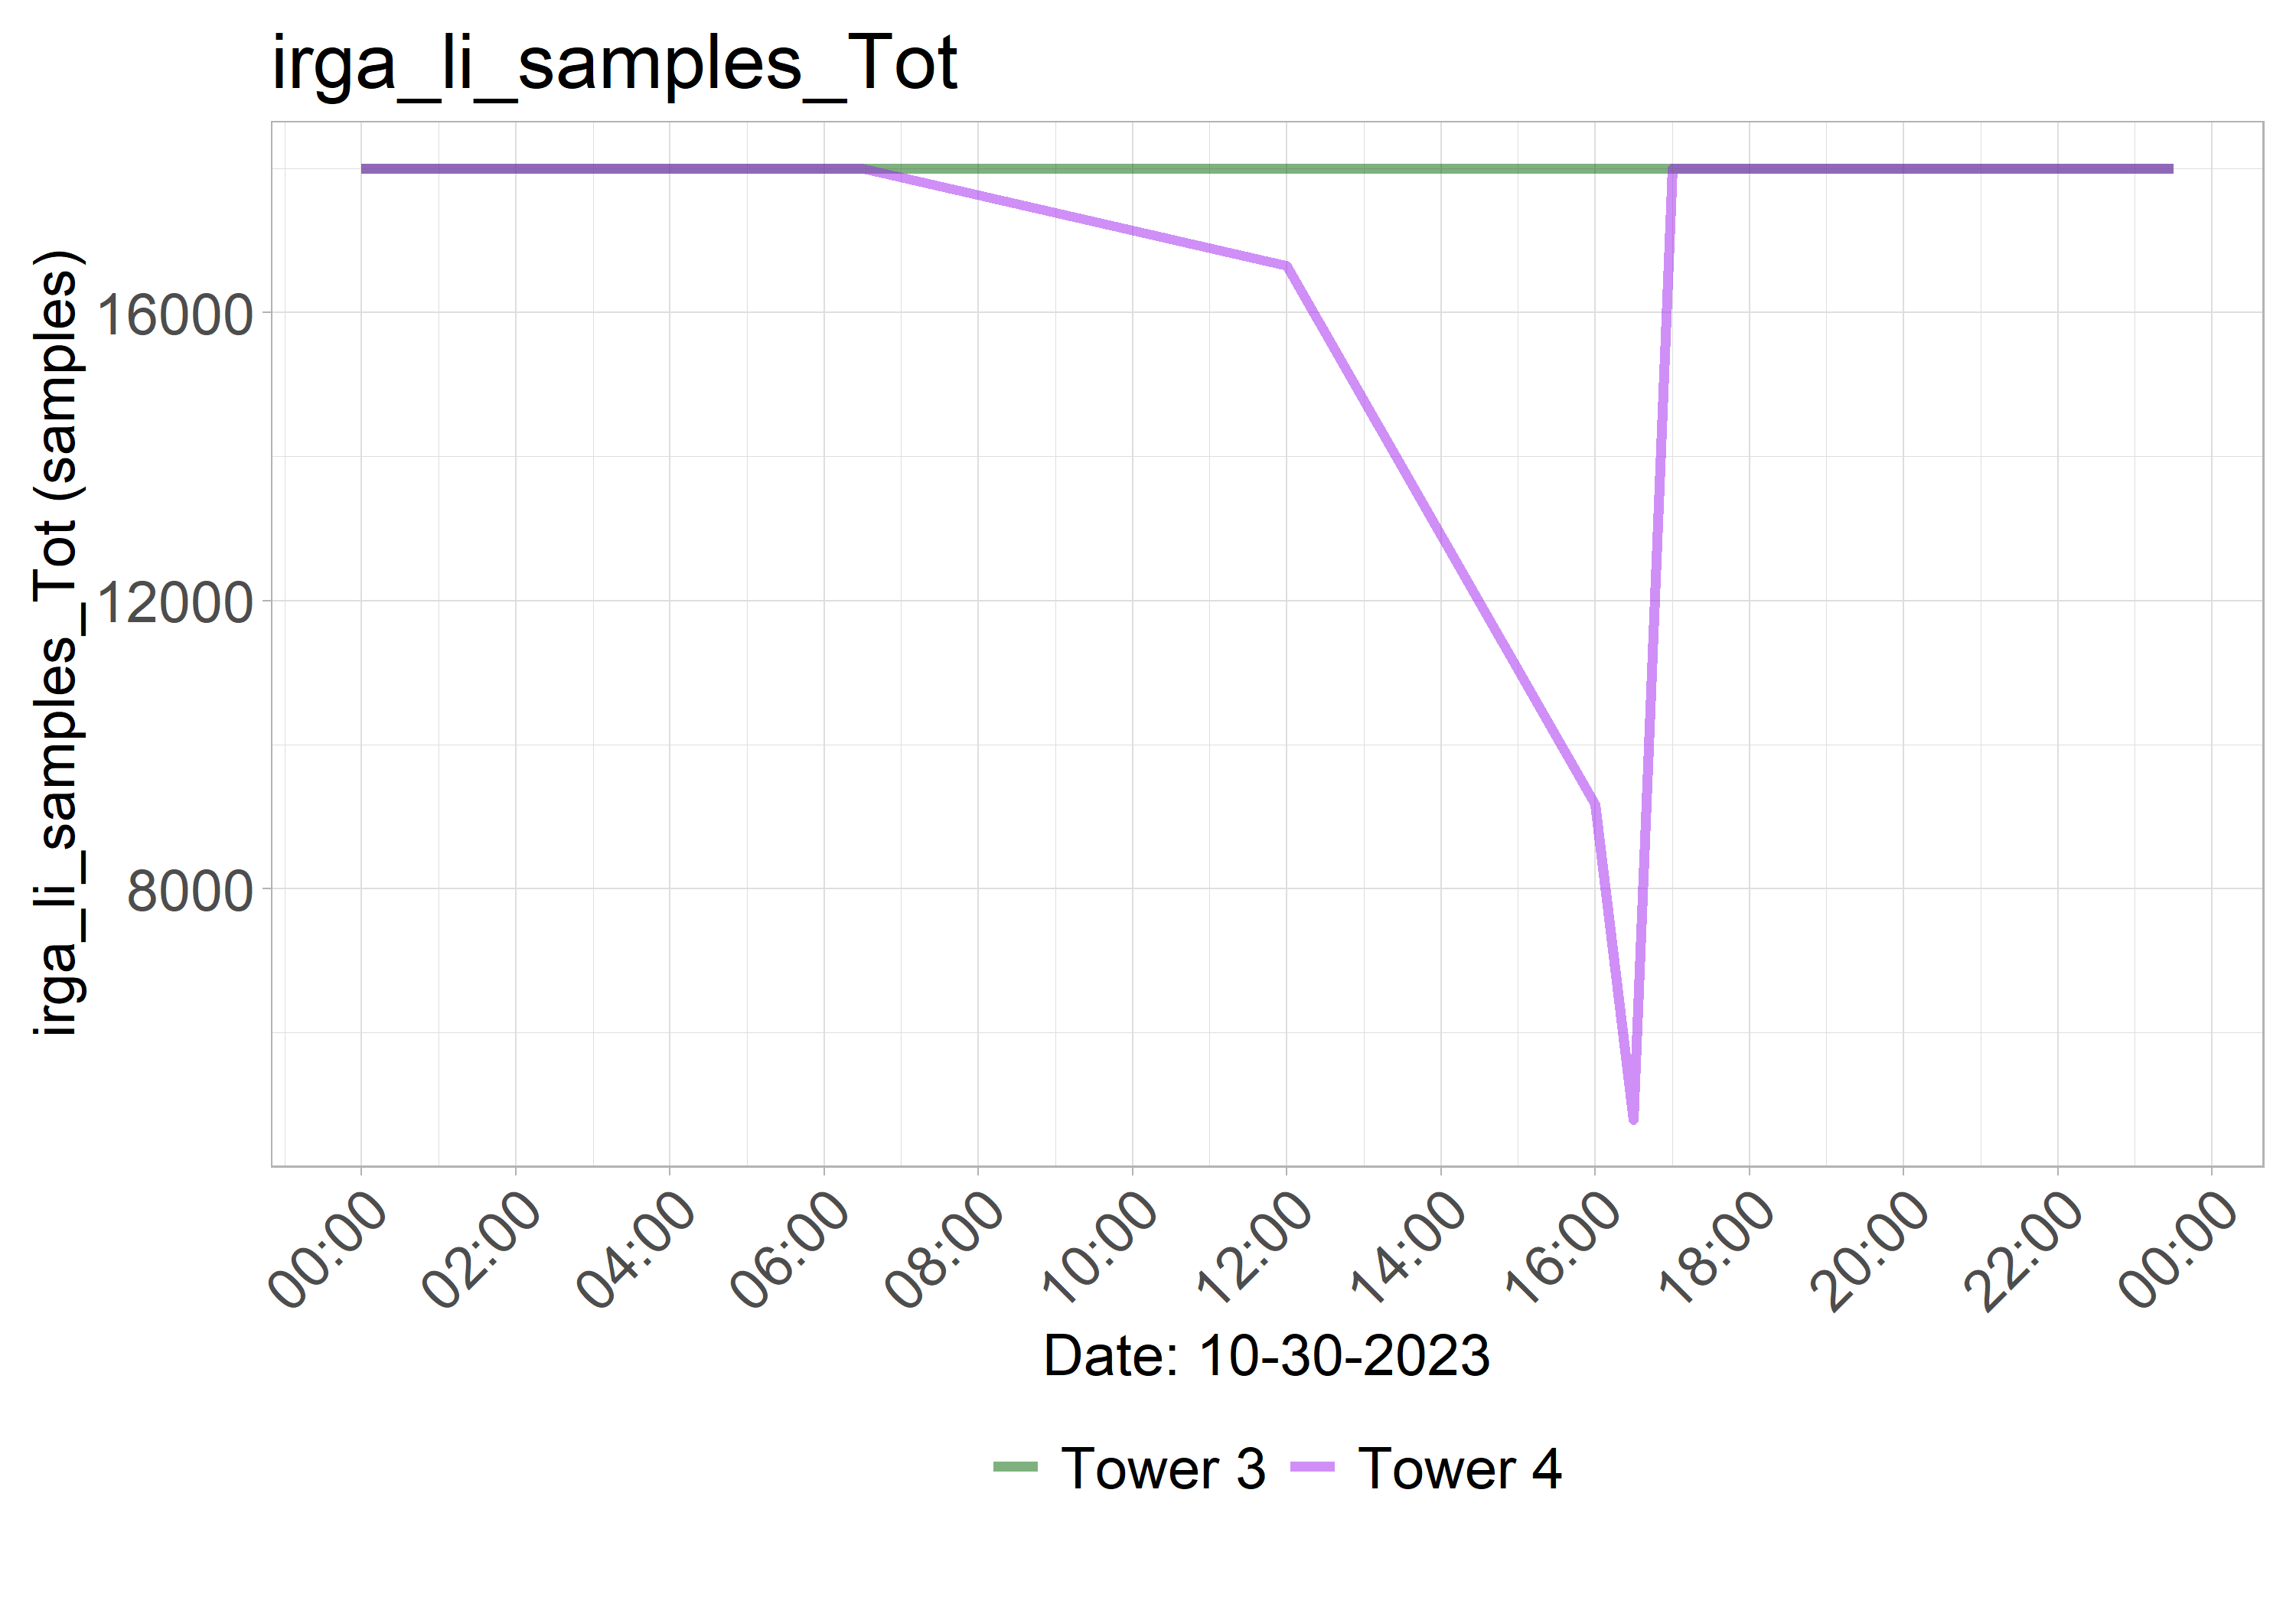 irga_li_samples_Tot
irga_li_samples_Tot (samples)
16000
12000
8000
00:00 02:00 04:00 06:00 08:00 10:00 12:00 14:00 16:00 18:00 20:00 22:00 00:00
Date: 10-30-2023
Tower 3 Tower 4